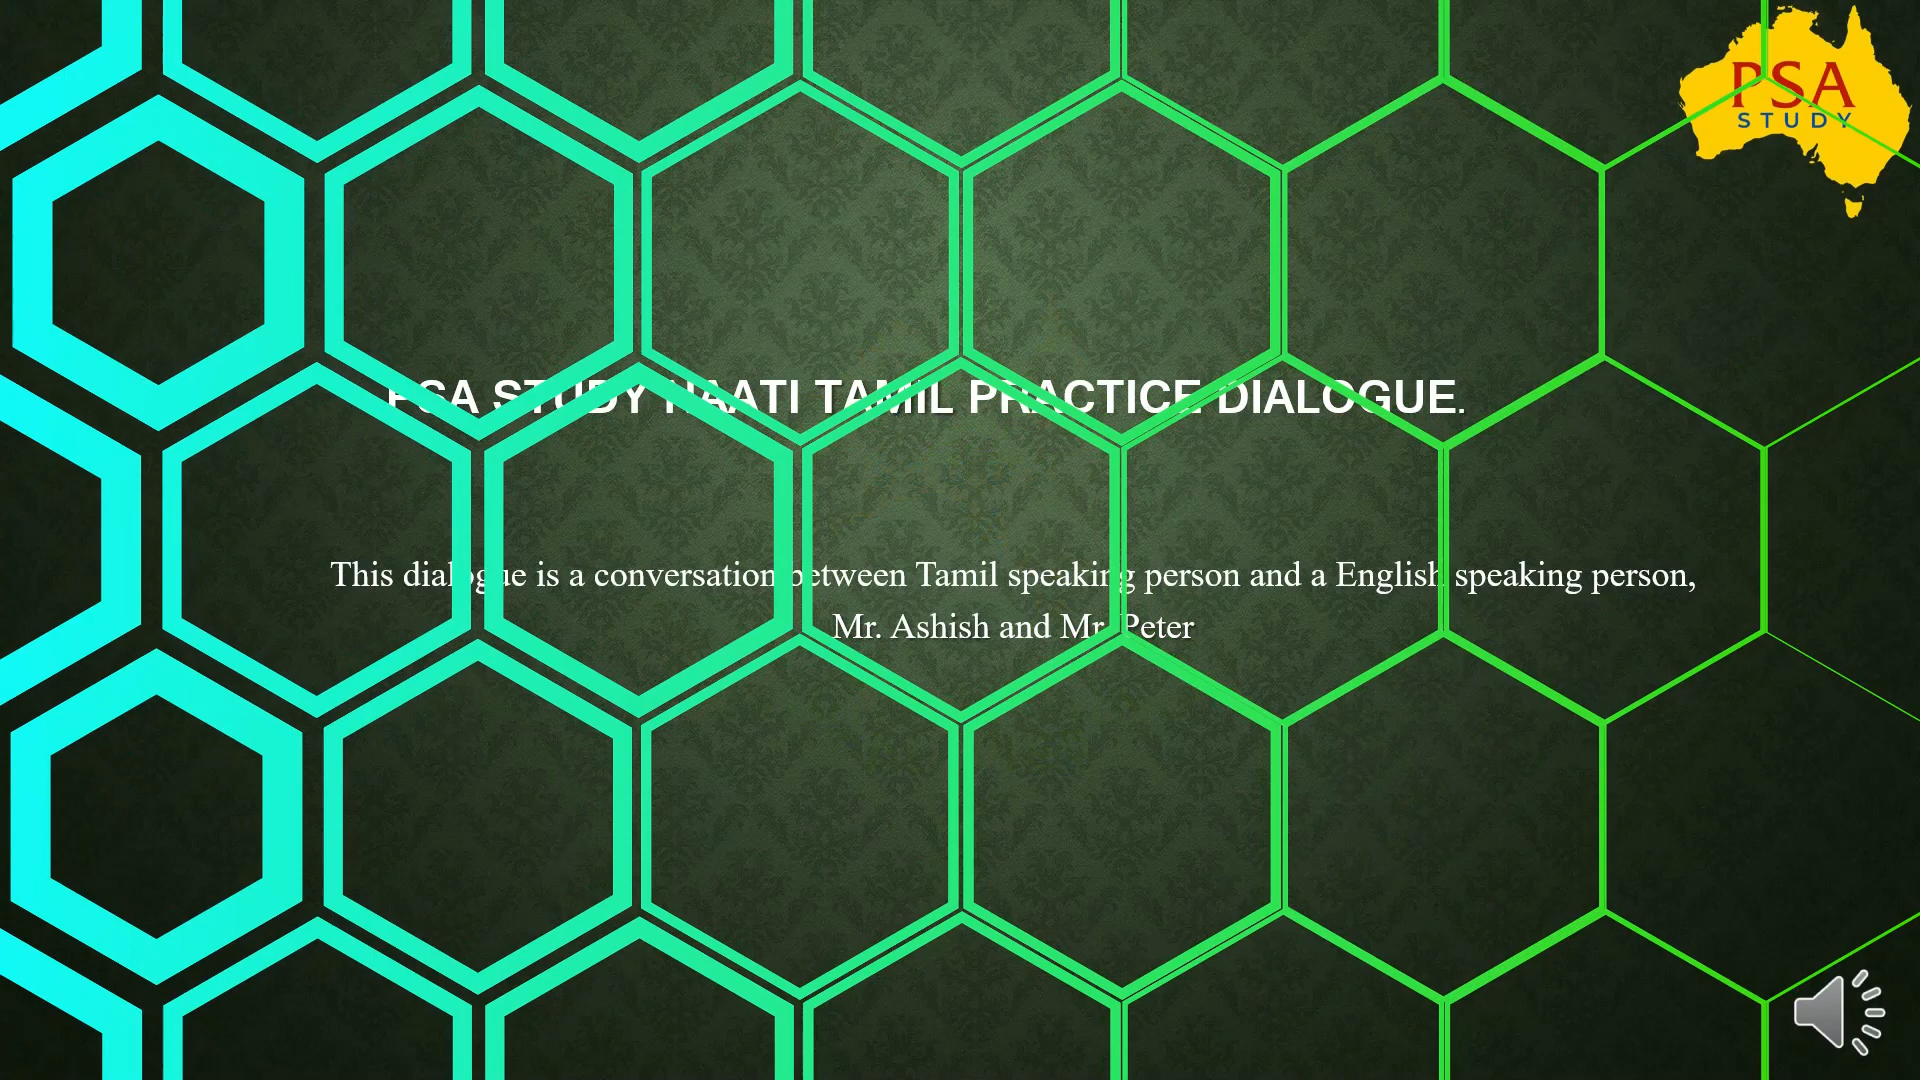 PSA
STUDY
PSA STUDY NAATI TAMIL PRACTICE DIALOGUE.
This dialogue is a conversation between Tamil speaking person and a English speaking person,
Mr. Ashish and Mr. Peter